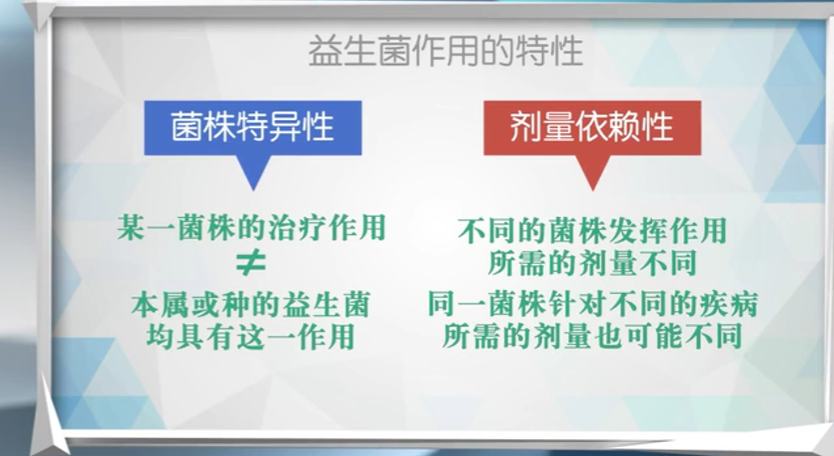 益生菌作用的特性
菌株特异性
某一菌株的治疗作用
≠
本属或种的益生菌
均具有这一作用
剂量依赖性
不同的菌株发挥作用
所需的剂量不同
同一菌株针对不同的疾病
所需的剂量也可能不同